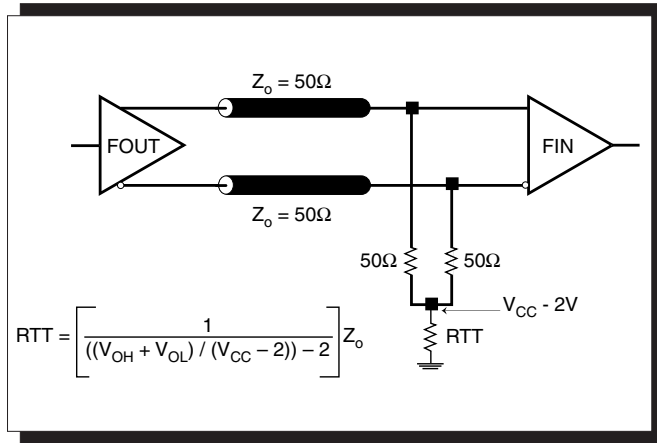 Zo = 50Ω
FOUT
FIN
Zo = 50Ω
50Ω
50Ω
VCC - 2V
RTT
RTT = [ 1 / ((VOH + VOL) / (VCC – 2)) – 2 ] Zo